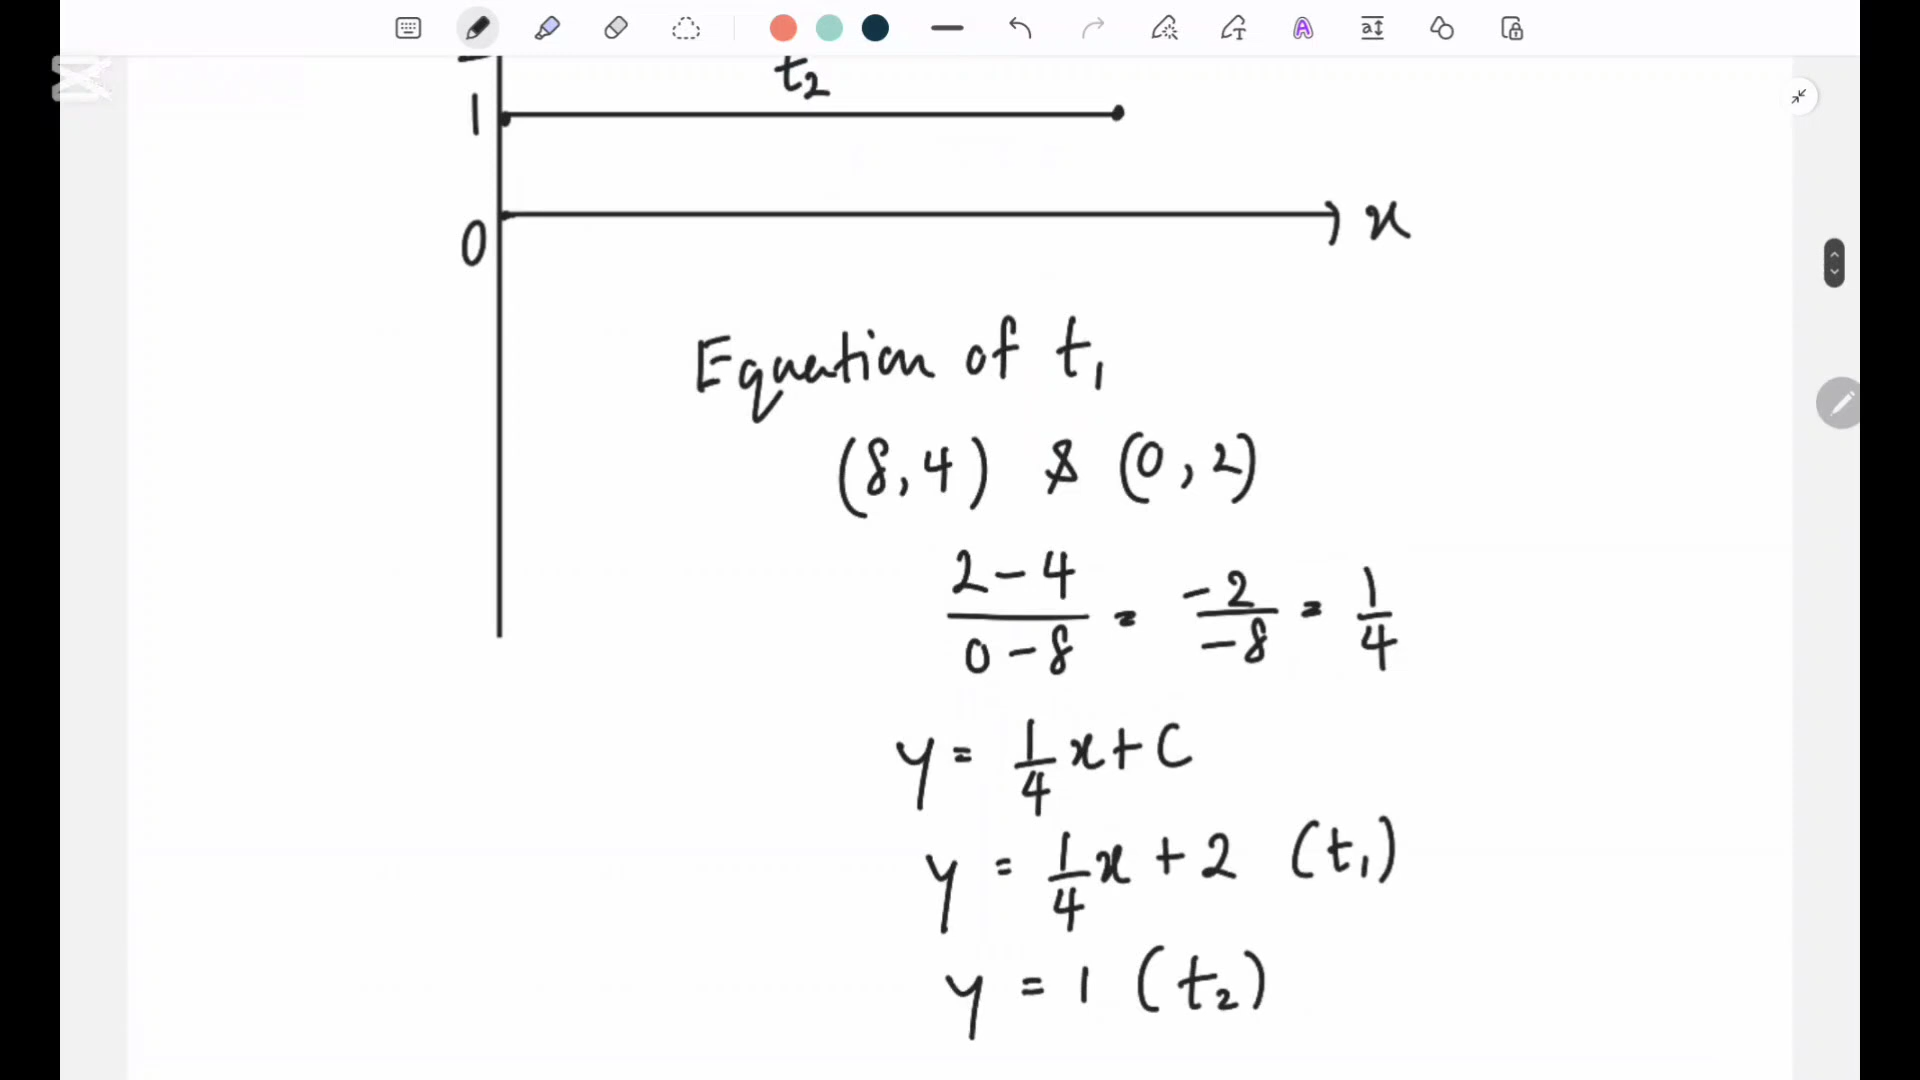 t₂
1
0
x
Equation of t₁
(8,4) & (0,2)
2-4/0-8 = -2/-8 = 1/4
y = 1/4 x + C
y = 1/4 x + 2 (t₁)
y = 1 (t₂)